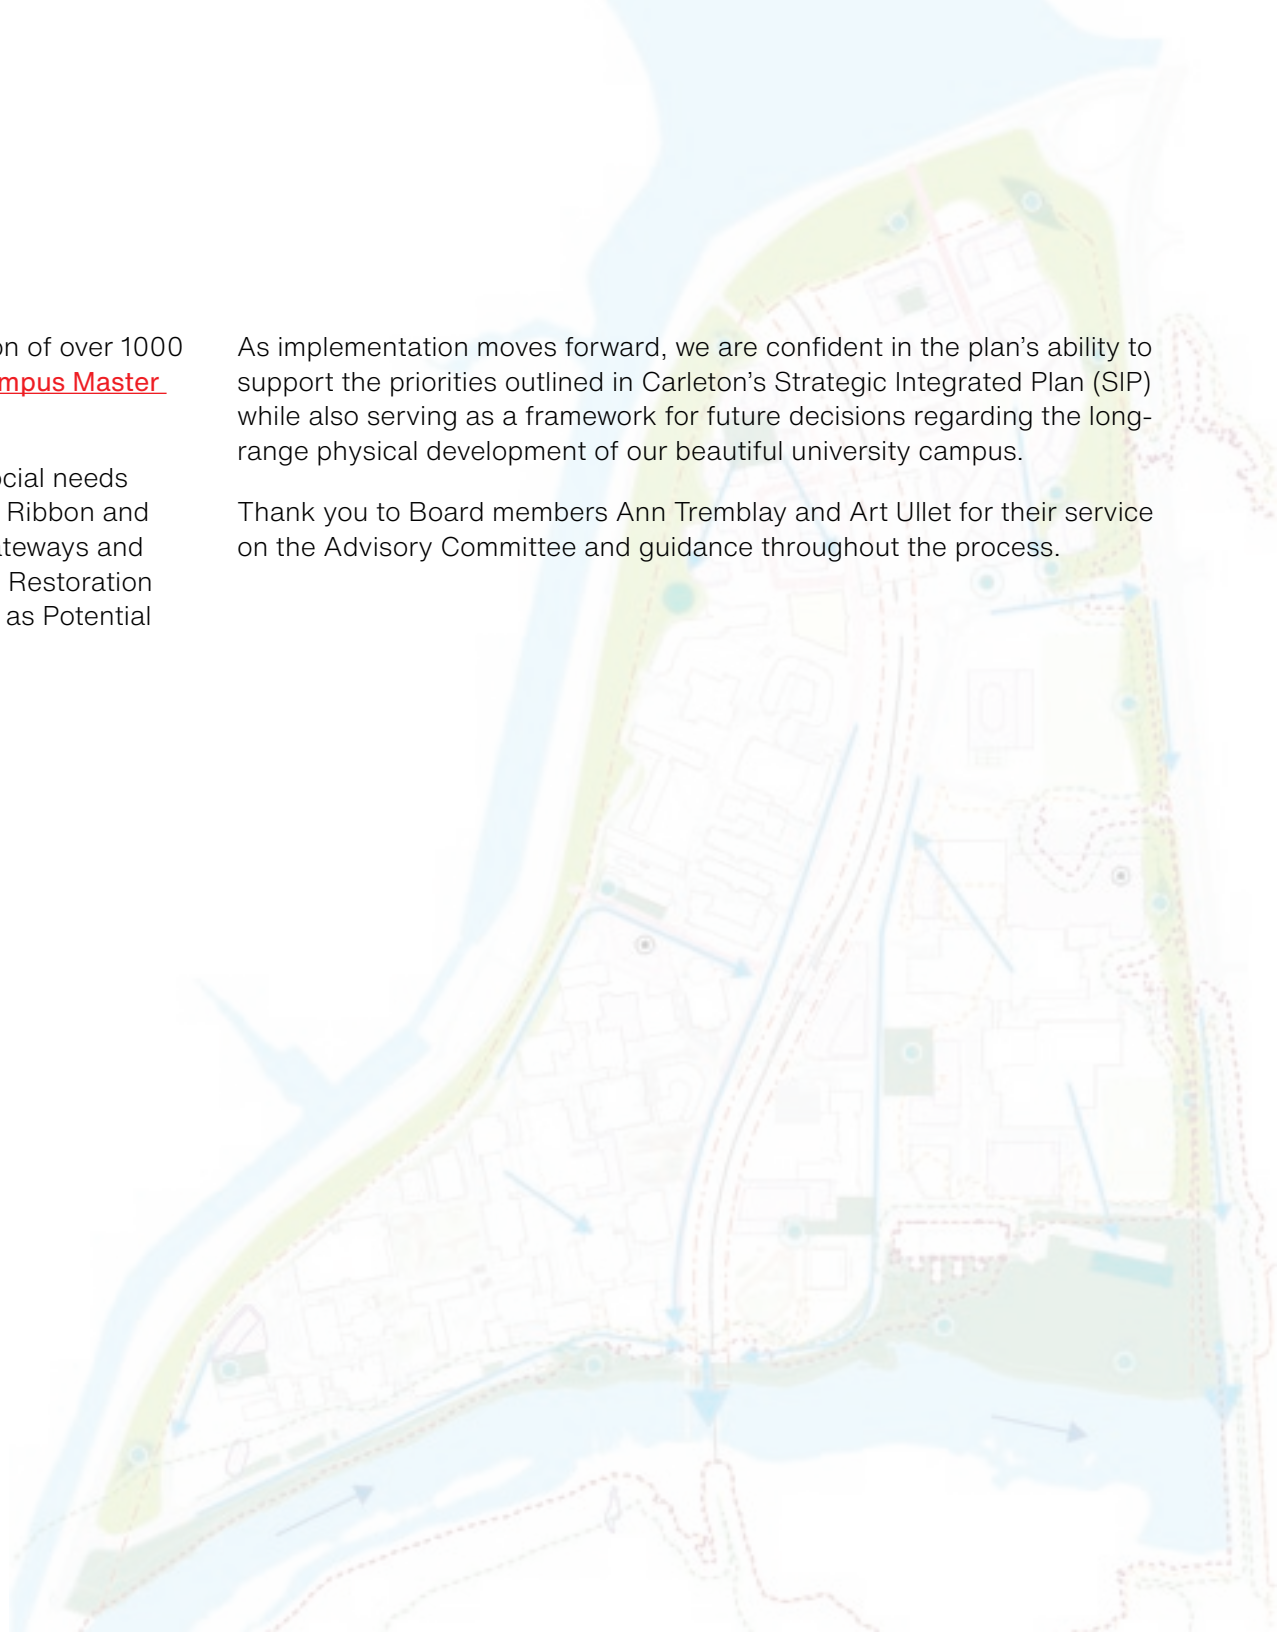 on of over 1000
mpus Master
ocial needs
Ribbon and
ateways and
Restoration
as Potential
As implementation moves forward, we are confident in the plan’s ability to
support the priorities outlined in Carleton’s Strategic Integrated Plan (SIP)
while also serving as a framework for future decisions regarding the long-
range physical development of our beautiful university campus.
Thank you to Board members Ann Tremblay and Art Ullet for their service
on the Advisory Committee and guidance throughout the process.